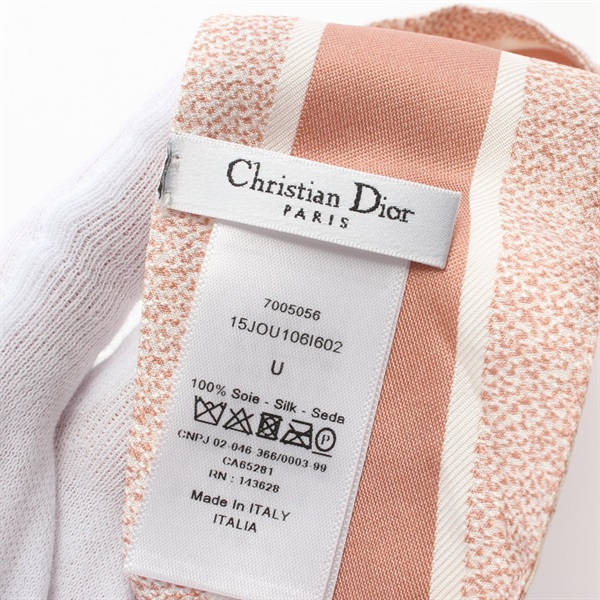 Christian Dior
PARIS
7005056
15JOU106I602
U
100% Soie - Silk - Seda
P
CNPJ 02-046-366/0003-99
CA65281
RN : 143628
Made In ITALY
ITALIA